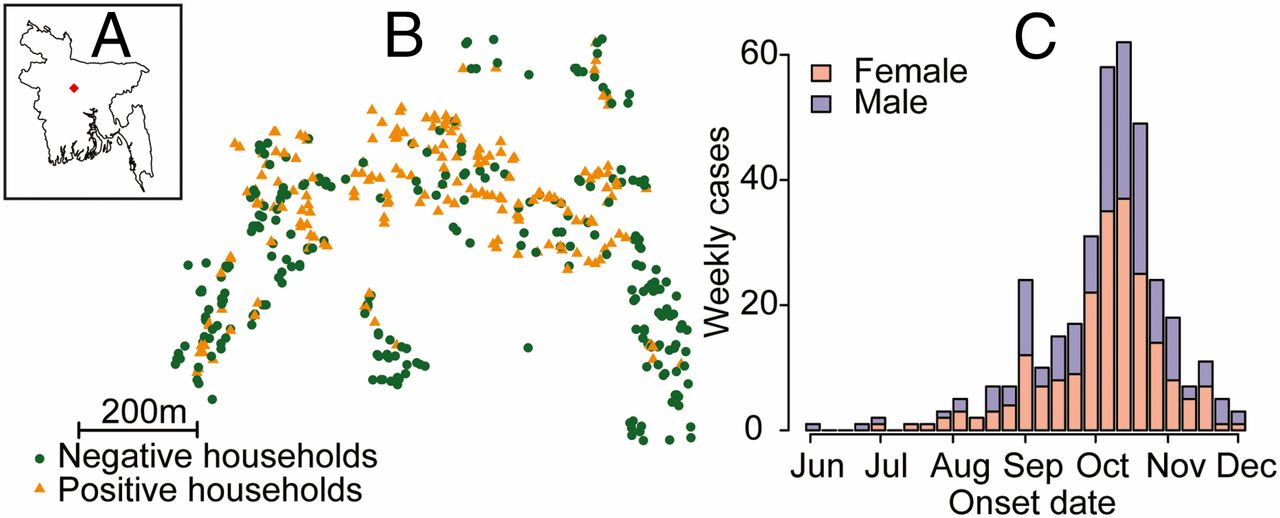 A
B
200m
Negative households
Positive households
C
Female
Male
Weekly cases
60
40
20
0
Jun Jul Aug Sep Oct Nov Dec
Onset date